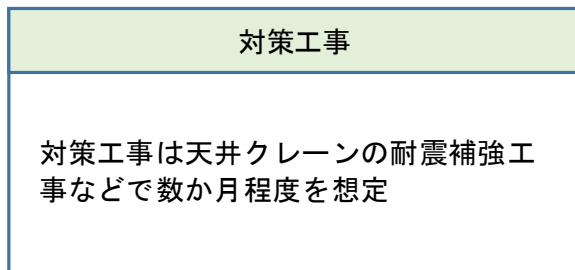 対策工事
対策工事は天井クレーンの耐震補強工
事などで数か月程度を想定